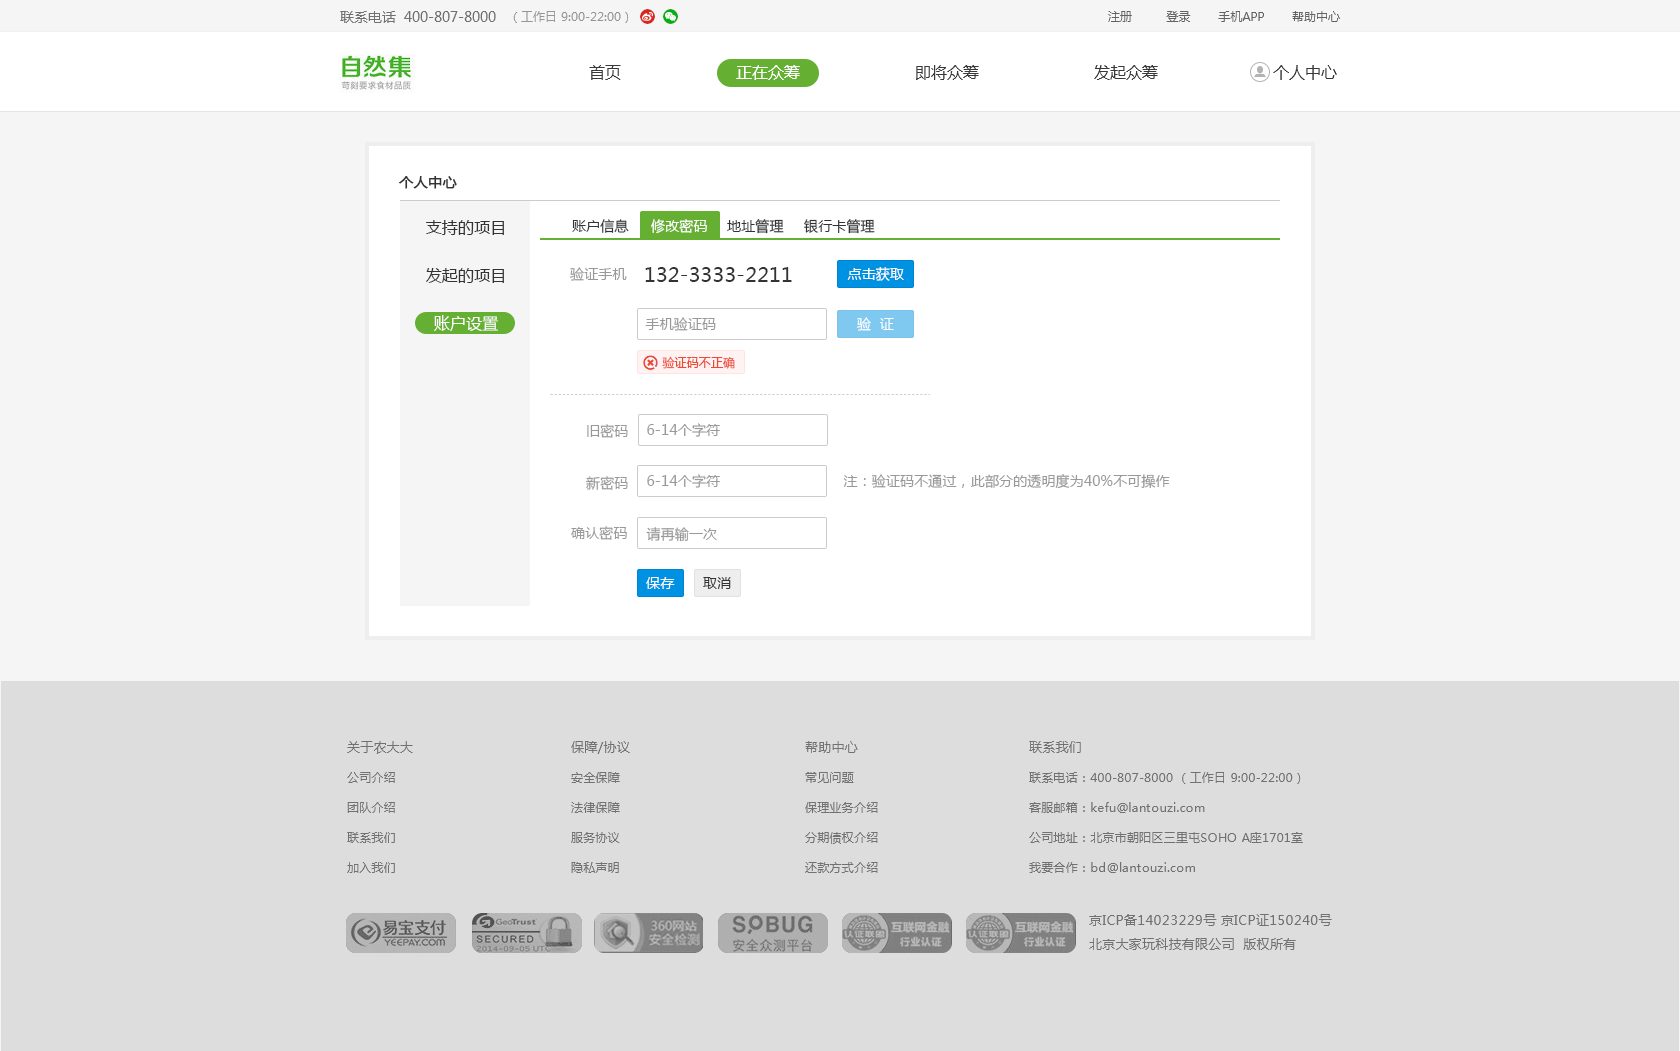 联系电话 400-807-8000 （ 工作日 9:00-22:00 ）
注册 登录 手机APP 帮助中心
自然集
苛刻要求食材品质
首页 正在众筹 即将众筹 发起众筹 个人中心
个人中心
支持的项目
发起的项目
账户设置
账户信息 修改密码 地址管理 银行卡管理
验证手机 132-3333-2211 点击获取
手机验证码 验 证
验证码不正确
旧密码 6-14个字符
新密码 6-14个字符 注：验证码不通过，此部分的透明度为40%不可操作
确认密码 请再输一次
保存 取消
关于农大大
公司介绍
团队介绍
联系我们
加入我们
保障/协议
安全保障
法律保障
服务协议
隐私声明
帮助中心
常见问题
保理业务介绍
分期债权介绍
还款方式介绍
联系我们
联系电话：400-807-8000 （ 工作日 9:00-22:00 ）
客服邮箱：kefu@lantouzi.com
公司地址：北京市朝阳区三里屯SOHO A座1701室
我要合作：bd@lantouzi.com
易宝支付
YEEPAY.COM
GeoTrust
SECURED
2014-09-05 UTC
360网站
安全检测
SOBUG
安全众测平台
认证联盟
互联网金融
行业认证
认证联盟
互联网金融
行业认证
京ICP备14023229号 京ICP证150240号
北京大家玩科技有限公司 版权所有